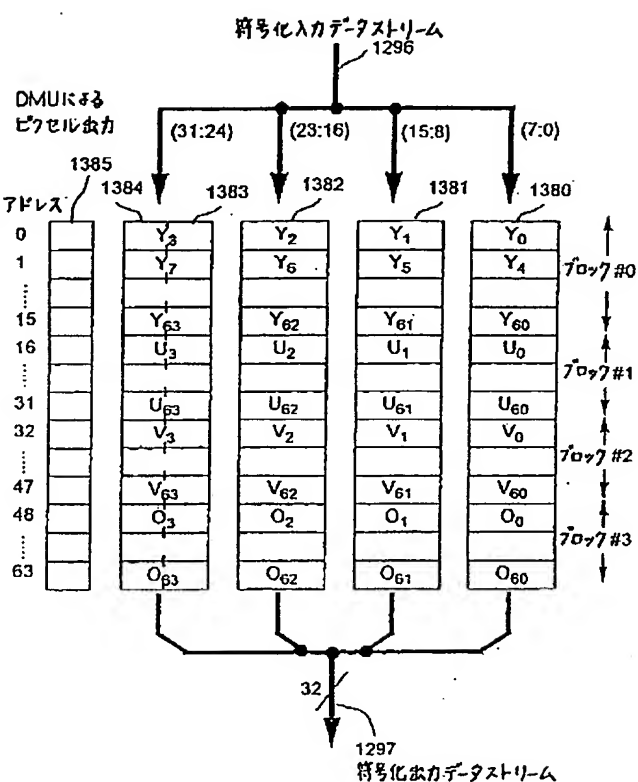 符号化入力データストリーム
1296
DMUによる
ピクセル出力
(31:24)
(23:16)
(15:8)
(7:0)
1385
1384
1383
1382
1381
1380
アドレス
0
Y3
Y2
Y1
Y0
1
Y7
Y6
Y5
Y4
ブロック#0
15
Y63
Y62
Y61
Y60
16
U3
U2
U1
U0
ブロック#1
31
U63
U62
U61
U60
32
V3
V2
V1
V0
ブロック#2
47
V63
V62
V61
V60
48
O3
O2
O1
O0
ブロック#3
63
O63
O62
O61
O60
32
1297
符号化出力データストリーム